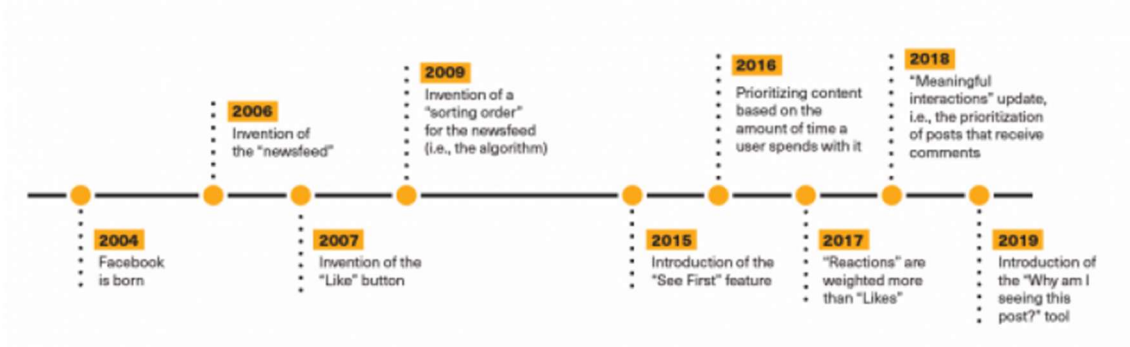 2004
Facebook
is born
2006
Invention of
the “newsfeed”
2007
Invention of the
“Like” button
2009
Invention of a
“sorting order”
for the newsfeed
(i.e., the algorithm)
2015
Introduction of the
“See First” feature
2016
Prioritizing content
based on the
amount of time a
user spends with it
2017
“Reactions” are
weighted more
than “Likes”
2018
“Meaningful
interactions” update,
i.e., the prioritization
of posts that receive
comments
2019
Introduction of
the “Why am I
seeing this
post?” tool